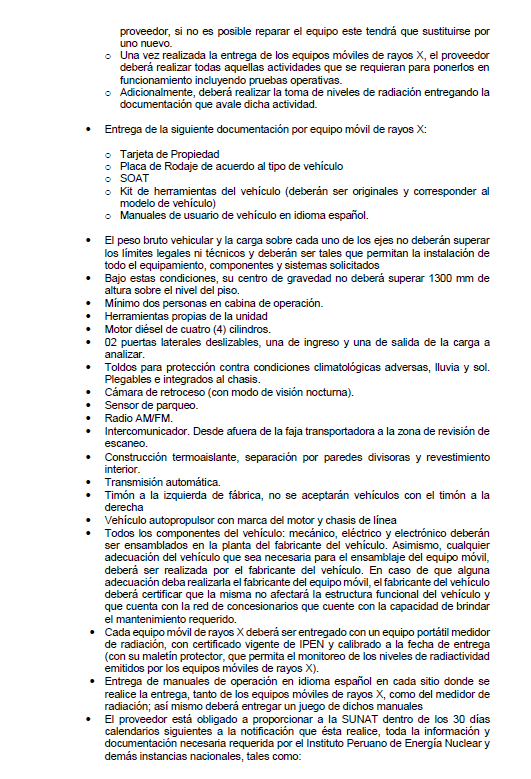 proveedor, si no es posible reparar el equipo este tendrá que sustituirse por
uno nuevo.
o Una vez realizada la entrega de los equipos móviles de rayos X, el proveedor
deberá realizar todas aquellas actividades que se requieran para ponerlos en
funcionamiento incluyendo pruebas operativas.
o Adicionalmente, deberá realizar la toma de niveles de radiación entregando la
documentación que avale dicha actividad.
• Entrega de la siguiente documentación por equipo móvil de rayos X:
o Tarjeta de Propiedad
o Placa de Rodaje de acuerdo al tipo de vehículo
o SOAT
o Kit de herramientas del vehículo (deberán ser originales y corresponder al
modelo de vehículo)
o Manuales de usuario de vehículo en idioma español.
• El peso bruto vehicular y la carga sobre cada uno de los ejes no deberán superar
los límites legales ni técnicos y deberán ser tales que permitan la instalación de
todo el equipamiento, componentes y sistemas solicitados
• Bajo estas condiciones, su centro de gravedad no deberá superar 1300 mm de
altura sobre el nivel del piso.
• Mínimo dos personas en cabina de operación.
• Herramientas propias de la unidad
• Motor diésel de cuatro (4) cilindros.
• 02 puertas laterales deslizables, una de ingreso y una de salida de la carga a
analizar.
• Toldos para protección contra condiciones climatológicas adversas, lluvia y sol.
Plegables e integrados al chasis.
• Cámara de retroceso (con modo de visión nocturna).
• Sensor de parqueo.
• Radio AM/FM.
• Intercomunicador. Desde afuera de la faja transportadora a la zona de revisión de
escaneo.
• Construcción termoaislante, separación por paredes divisoras y revestimiento
interior.
• Transmisión automática.
• Timón a la izquierda de fábrica, no se aceptarán vehículos con el timón a la
derecha
• Vehículo autopropulsor con marca del motor y chasis de línea
• Todos los componentes del vehículo: mecánico, eléctrico y electrónico deberán
ser ensamblados en la planta del fabricante del vehículo. Asimismo, cualquier
adecuación del vehículo que sea necesaria para el ensamblaje del equipo móvil,
deberá ser realizada por el fabricante del vehículo. En caso de que alguna
adecuación deba realizarla el fabricante del equipo móvil, el fabricante del vehículo
deberá certificar que la misma no afectará la estructura funcional del vehículo y
que cuenta con la red de concesionarios que cuente con la capacidad de brindar
el mantenimiento requerido.
• Cada equipo móvil de rayos X deberá ser entregado con un equipo portátil medidor
de radiación, con certificado vigente de IPEN y calibrado a la fecha de entrega
(con su maletín protector, que permita el monitoreo de los niveles de radiactividad
emitidos por los equipos móviles de rayos X).
• Entrega de manuales de operación en idioma español en cada sitio donde se
realice la entrega, tanto de los equipos móviles de rayos X, como del medidor de
radiación; así mismo deberá entregar un juego de dichos manuales
• El proveedor está obligado a proporcionar a la SUNAT dentro de los 30 días
calendarios siguientes a la notificación que ésta realice, toda la información y
documentación necesaria requerida por el Instituto Peruano de Energía Nuclear y
demás instancias nacionales, tales como: